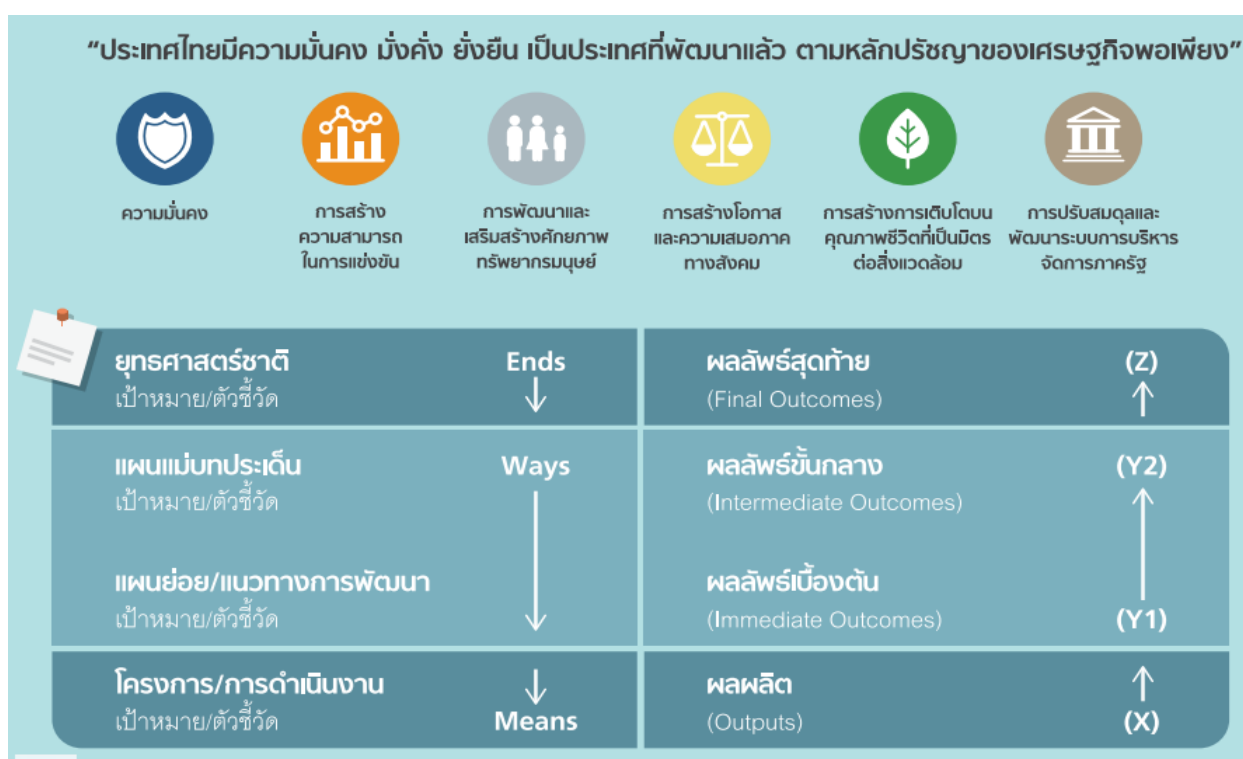 “ประเทศไทยมีความมั่นคง มั่งคั่ง ยั่งยืน เป็นประเทศที่พัฒนาแล้ว ตามหลักปรัชญาของเศรษฐกิจพอเพียง”
ความมั่นคง
การสร้าง
ความสามารถ
ในการแข่งขัน
การพัฒนาและ
เสริมสร้างศักยภาพ
ทรัพยากรมนุษย์
การสร้างโอกาส
และความเสมอภาค
ทางสังคม
การสร้างการเติบโตบน
คุณภาพชีวิตที่เป็นมิตร
ต่อสิ่งแวดล้อม
การปรับสมดุลและ
พัฒนาระบบการบริหาร
จัดการภาครัฐ
ยุทธศาสตร์ชาติ Ends
เป้าหมาย/ตัวชี้วัด
ผลลัพธ์สุดท้าย (Z)
(Final Outcomes)
แผนแม่บทประเด็น Ways
เป้าหมาย/ตัวชี้วัด
ผลลัพธ์ขั้นกลาง (Y2)
(Intermediate Outcomes)
แผนย่อย/แนวทางการพัฒนา
เป้าหมาย/ตัวชี้วัด
ผลลัพธ์เบื้องต้น
(Immediate Outcomes) (Y1)
โครงการ/การดำเนินงาน
เป้าหมาย/ตัวชี้วัด Means
ผลผลิต
(Outputs) (X)